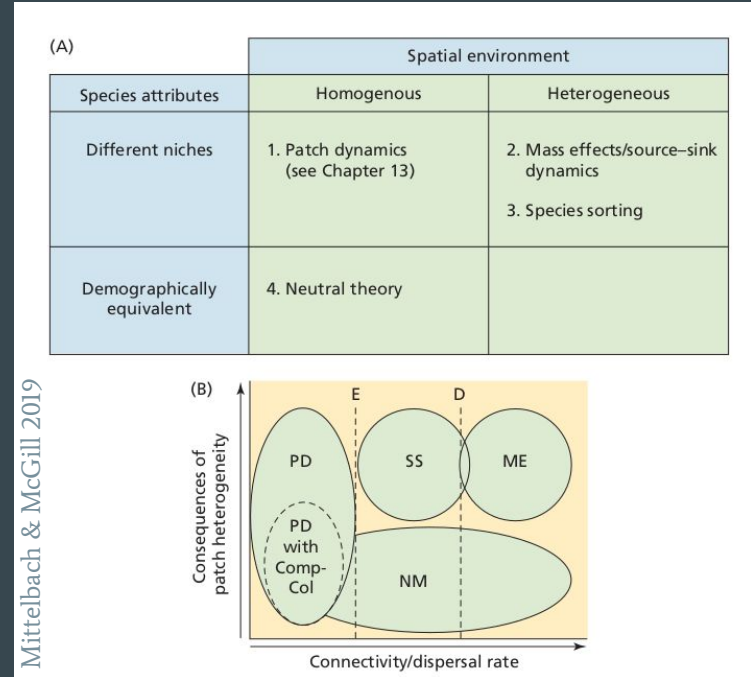 (A)
Spatial environment
Species attributes
Homogenous
Heterogeneous
Different niches
1. Patch dynamics
(see Chapter 13)
2. Mass effects/source–sink
dynamics
3. Species sorting
Demographically
equivalent
4. Neutral theory
Mittelbach & McGill 2019
(B)
E
D
Consequences of
patch heterogeneity
PD
SS
ME
PD
with
Comp-
Col
NM
Connectivity/dispersal rate